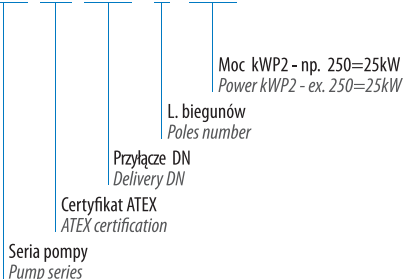 Moc kWP2 - np. 250=25kW
Power kWP2 - ex. 250=25kW
L. biegunów
Poles number
Przyłącze DN
Delivery DN
Certyfikat ATEX
ATEX certification
Seria pompy
Pump series